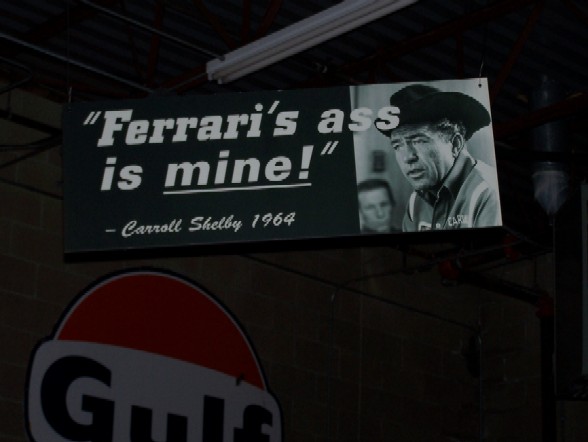 "Ferrari's ass
is mine!"
– Carroll Shelby 1964
Gulf